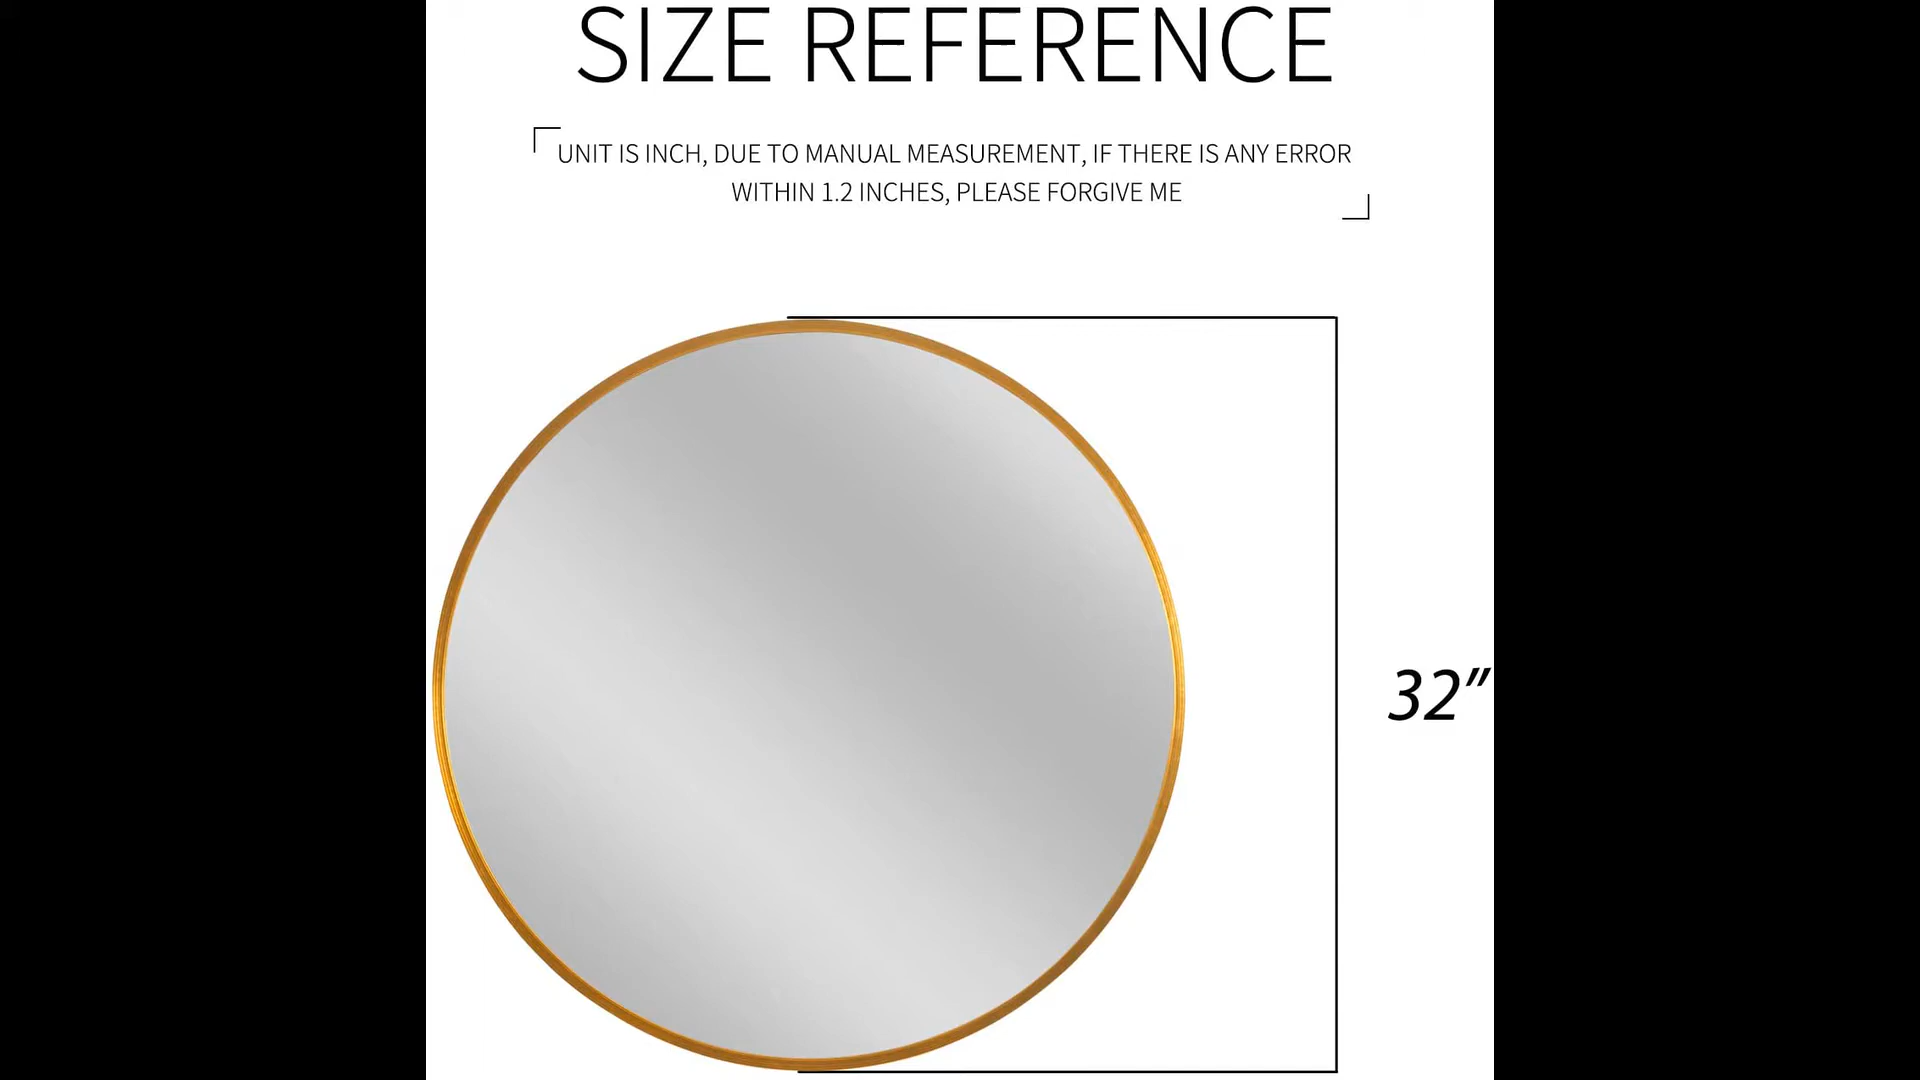 SIZE REFERENCE
UNIT IS INCH, DUE TO MANUAL MEASUREMENT, IF THERE IS ANY ERROR
WITHIN 1.2 INCHES, PLEASE FORGIVE ME
32"